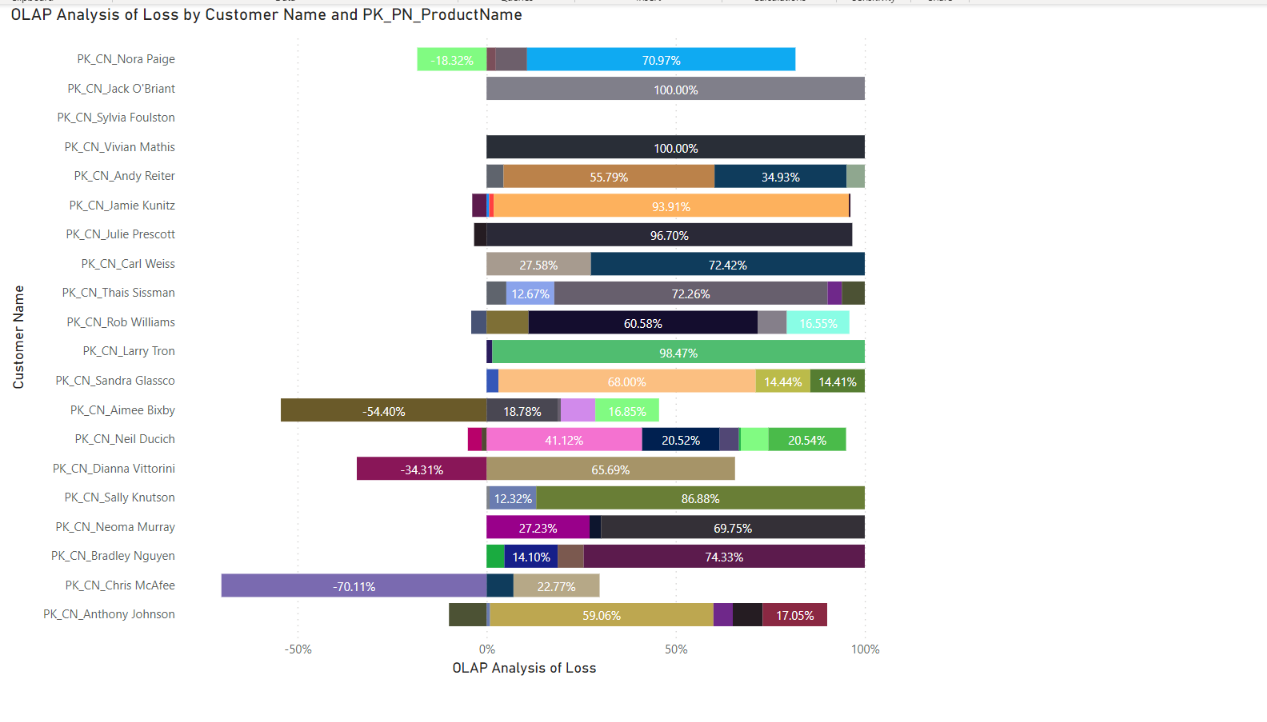 OLAP Analysis of Loss by Customer Name and PK_PN_ProductName
PK_CN_Nora Paige -18.32% 70.97%
PK_CN_Jack O'Briant 100.00%
PK_CN_Sylvia Foulston
PK_CN_Vivian Mathis 100.00%
PK_CN_Andy Reiter 55.79% 34.93%
PK_CN_Jamie Kunitz 93.91%
PK_CN_Julie Prescott 96.70%
PK_CN_Carl Weiss 27.58% 72.42%
PK_CN_Thais Sissman 12.67% 72.26%
PK_CN_Rob Williams 60.58% 16.55%
PK_CN_Larry Tron 98.47%
PK_CN_Sandra Glassco 68.00% 14.44% 14.41%
PK_CN_Aimee Bixby -54.40% 18.78% 16.85%
PK_CN_Neil Ducich 41.12% 20.52% 20.54%
PK_CN_Dianna Vittorini -34.31% 65.69%
PK_CN_Sally Knutson 12.32% 86.88%
PK_CN_Neoma Murray 27.23% 69.75%
PK_CN_Bradley Nguyen 14.10% 74.33%
PK_CN_Chris McAfee -70.11% 22.77%
PK_CN_Anthony Johnson 59.06% 17.05%
Customer Name
-50% 0% 50% 100%
OLAP Analysis of Loss